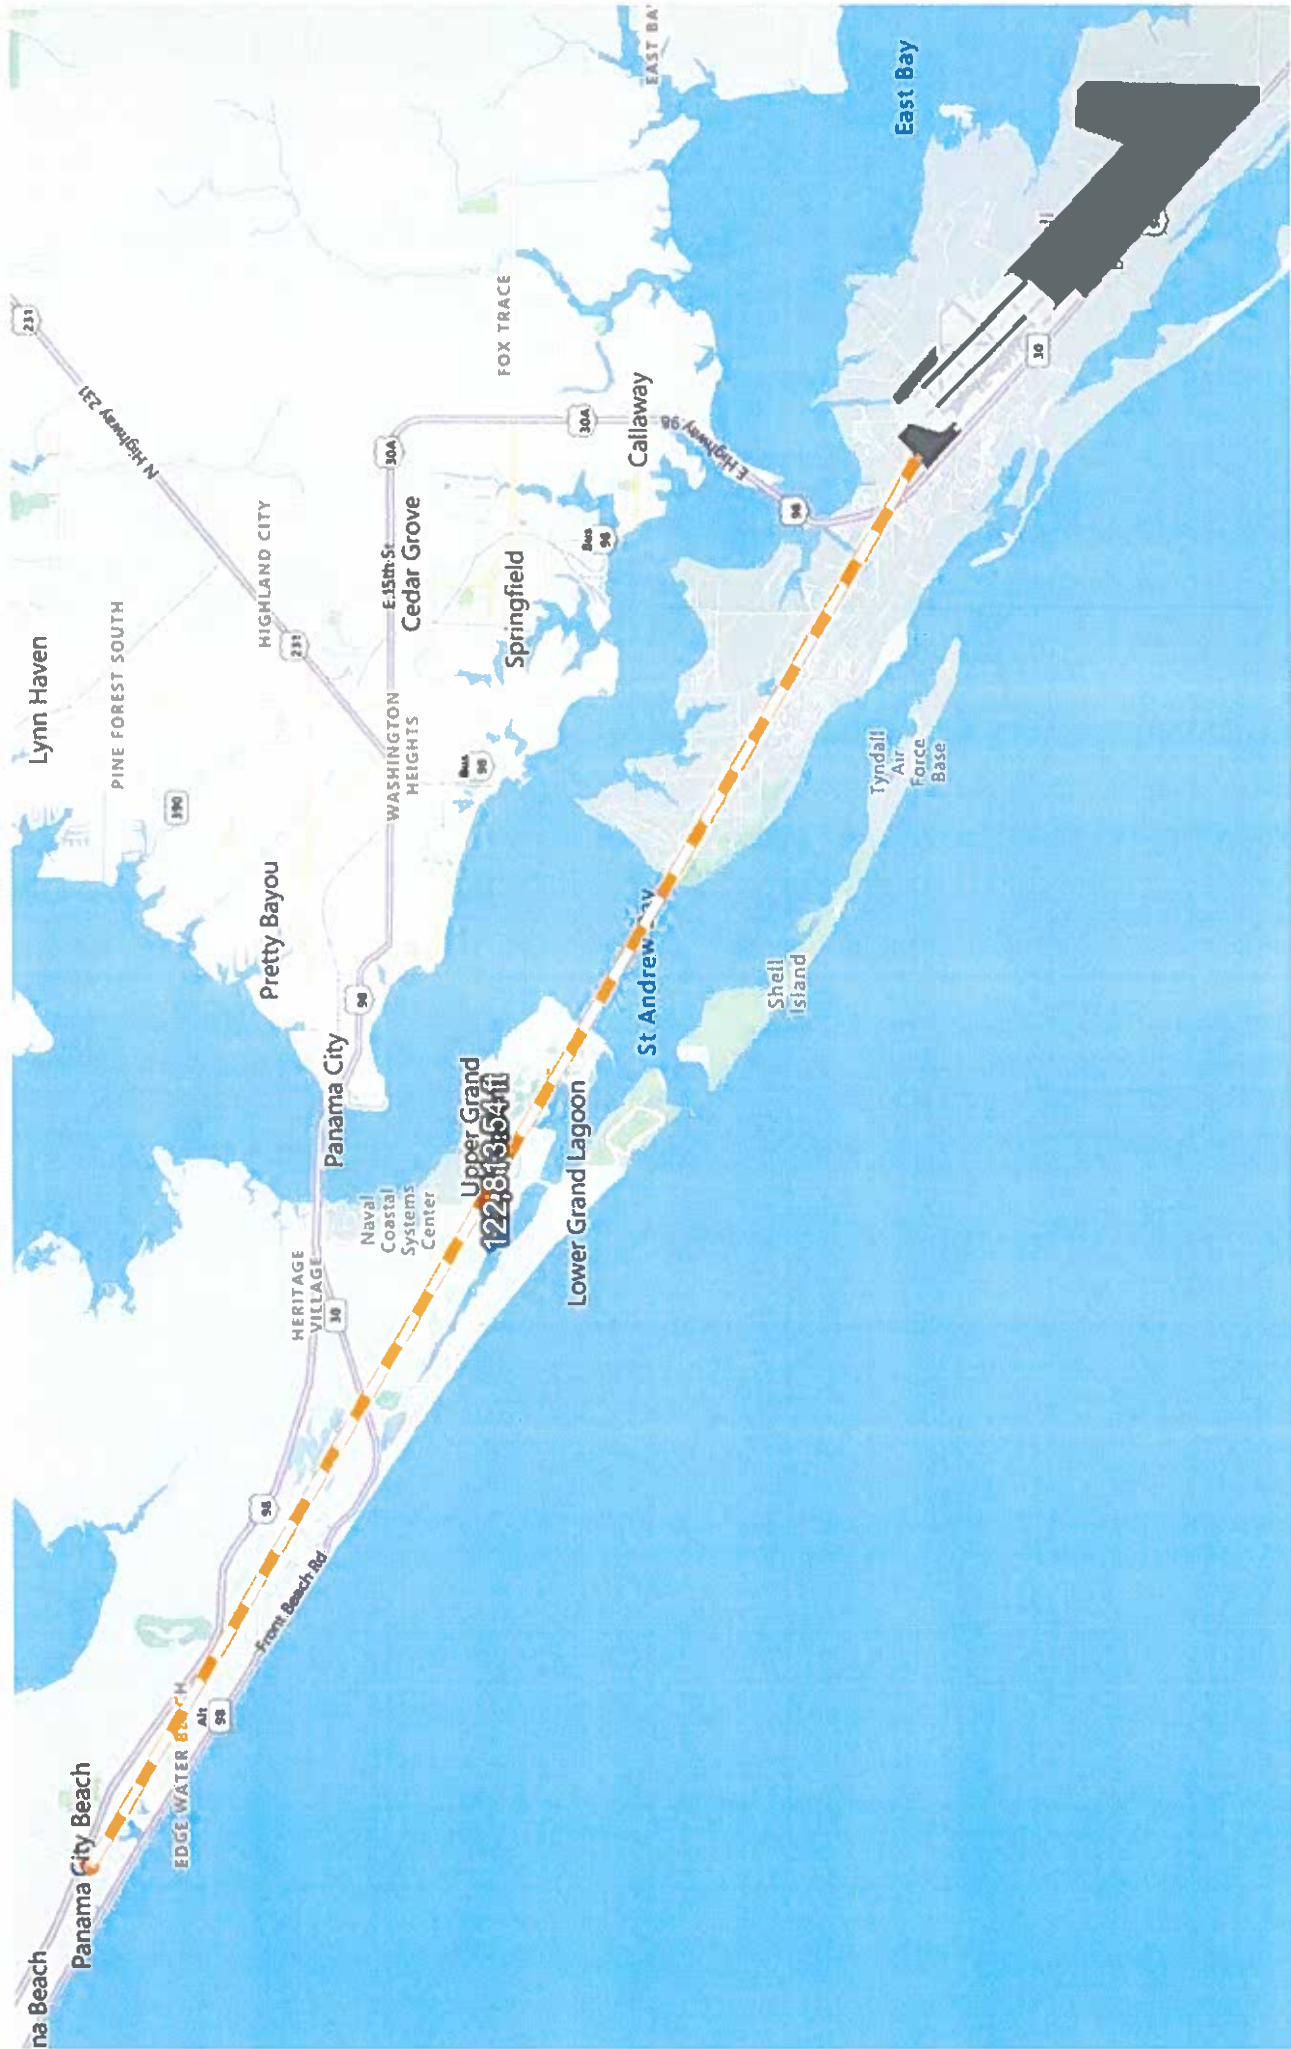 231
N Highway 231
Lynn Haven
PINE FOREST SOUTH
HIGHLAND CITY
231
390
EAST BA
East Bay
FOX TRACE
30A
30A
E 15th St
Cedar Grove
Callaway
E Highway 98
98
Springfield
Bus
98
Bus
98
WASHINGTON
HEIGHTS
30
Pretty Bayou
98
Panama City
Tyndall
Air
Force
Base
St Andrew
Shell
Island
Upper Grand
122,813.54 ft
Lower Grand Lagoon
Naval
Coastal
Systems
Center
HERITAGE
VILLAGE
30
98
Front Beach Rd
Alt
98
EDGE WATER BEACH
Panama City Beach
na Beach